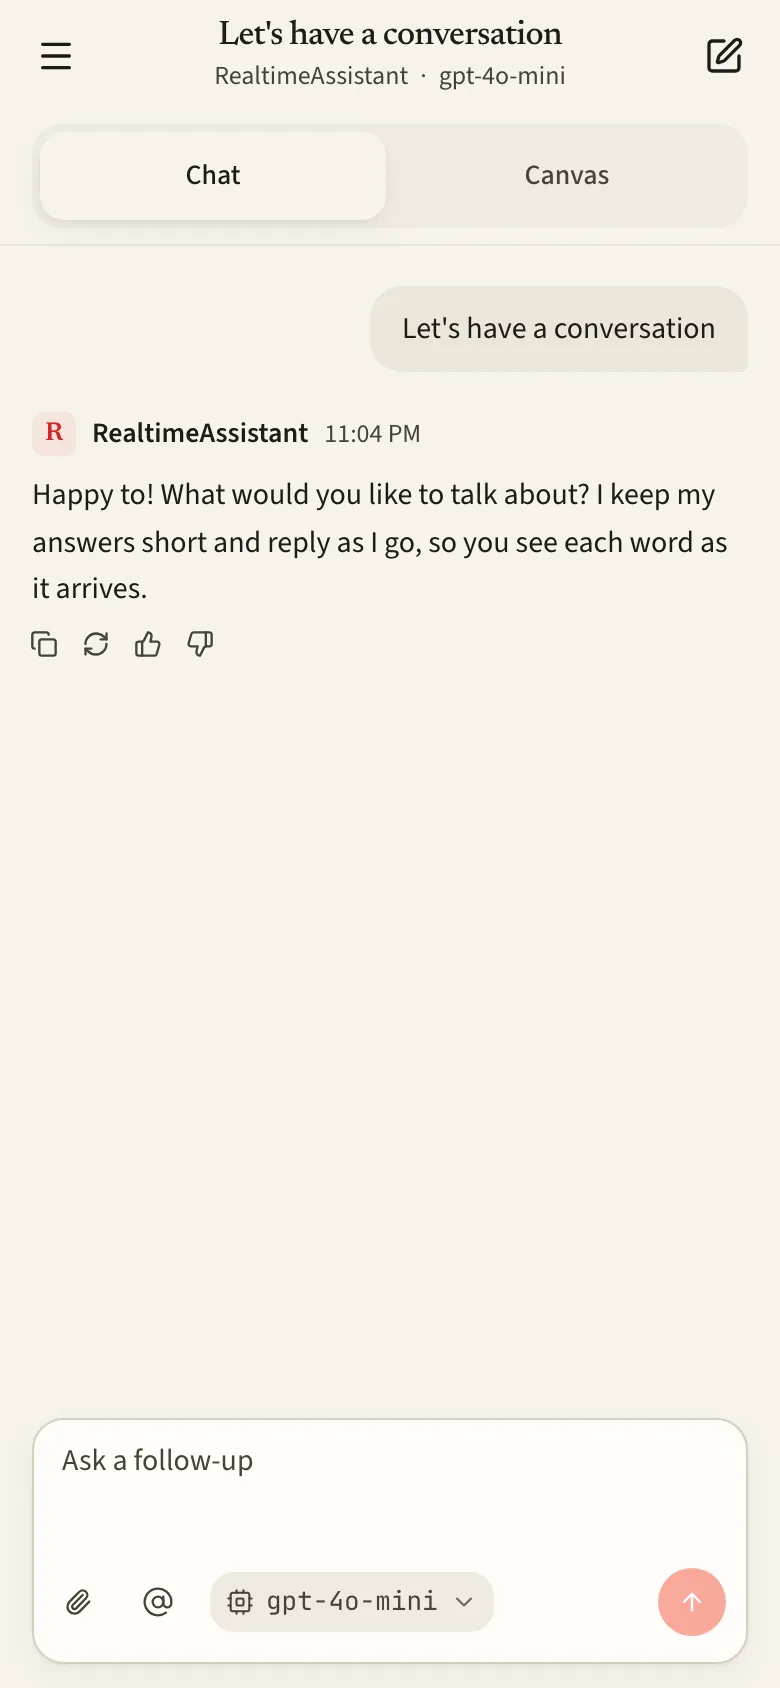 Let's have a conversation
RealtimeAssistant · gpt-4o-mini
Chat
Canvas
Let's have a conversation
R RealtimeAssistant 11:04 PM
Happy to! What would you like to talk about? I keep my
answers short and reply as I go, so you see each word as
it arrives.
Ask a follow-up
@ gpt-4o-mini